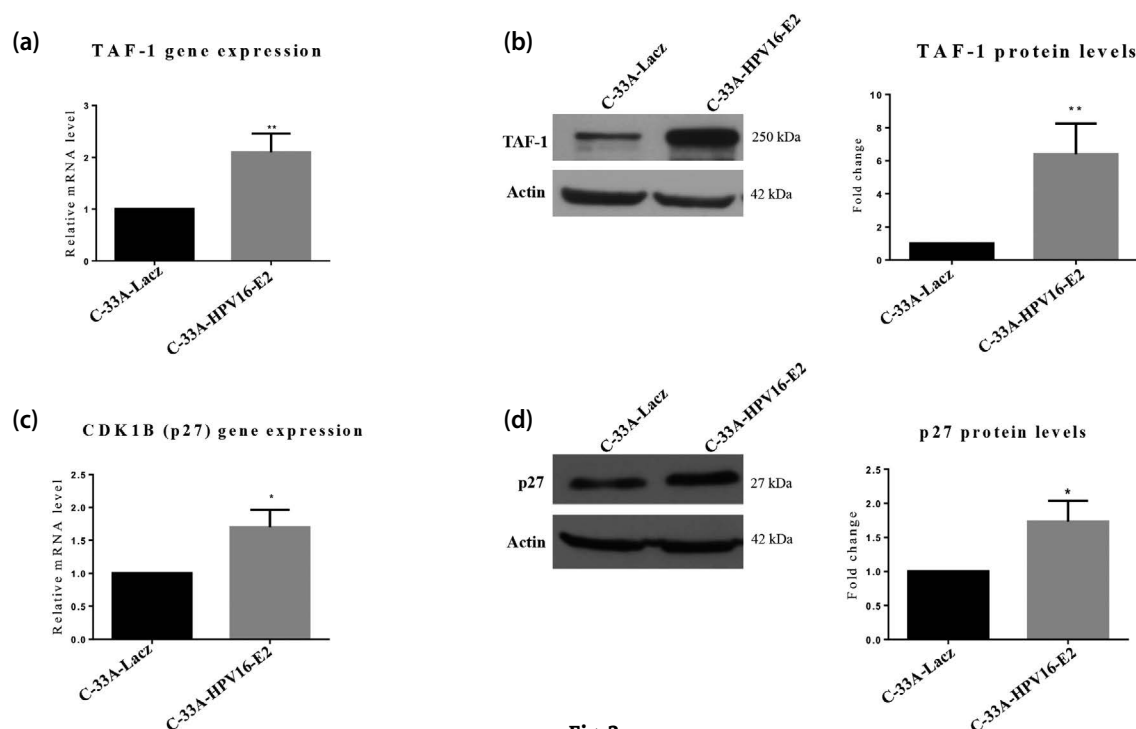 (a)
TAF-1 gene expression
Relative mRNA level
3
2
1
0
**
C-33A-Lacz
C-33A-HPV16-E2
(b)
C-33A-Lacz
C-33A-HPV16-E2
TAF-1
250 kDa
Actin
42 kDa
TAF-1 protein levels
Fold change
10
8
6
4
2
0
**
C-33A-Lacz
C-33A-HPV16-E2
(c)
CDK1B (p27) gene expression
Relative mRNA level
2.5
2.0
1.5
1.0
0.5
0.0
*
C-33A-Lacz
C-33A-HPV16-E2
(d)
C-33A-Lacz
C-33A-HPV16-E2
p27
27 kDa
Actin
42 kDa
p27 protein levels
Fold change
2.5
2.0
1.5
1.0
0.5
0.0
*
C-33A-Lacz
C-33A-HPV16-E2